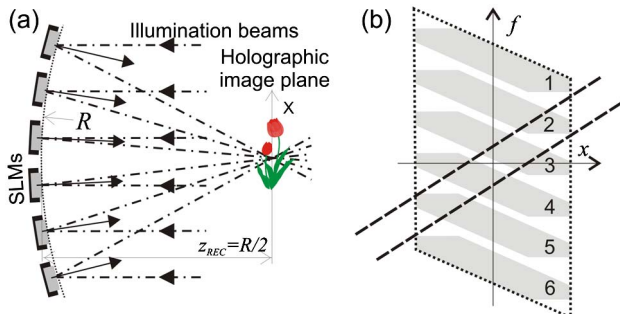 (a)
Illumination beams
Holographic
image plane
X
R
SLMs
z_REC=R/2
(b)
f
x
1
2
3
4
5
6